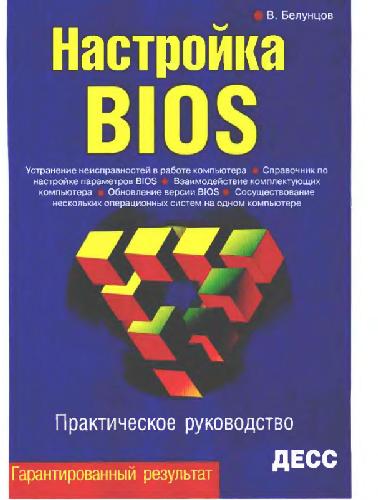 В. Белунцов
Настройка
BIOS
Устранение неисправностей в работе компьютера • Справочник по
настройке параметров BIOS • Взаимодействие комплектующих
компьютера • Обновление версии BIOS • Сосуществование
нескольких операционных систем на одном компьютере
Практическое руководство
ДЕСС
Гарантированный результат